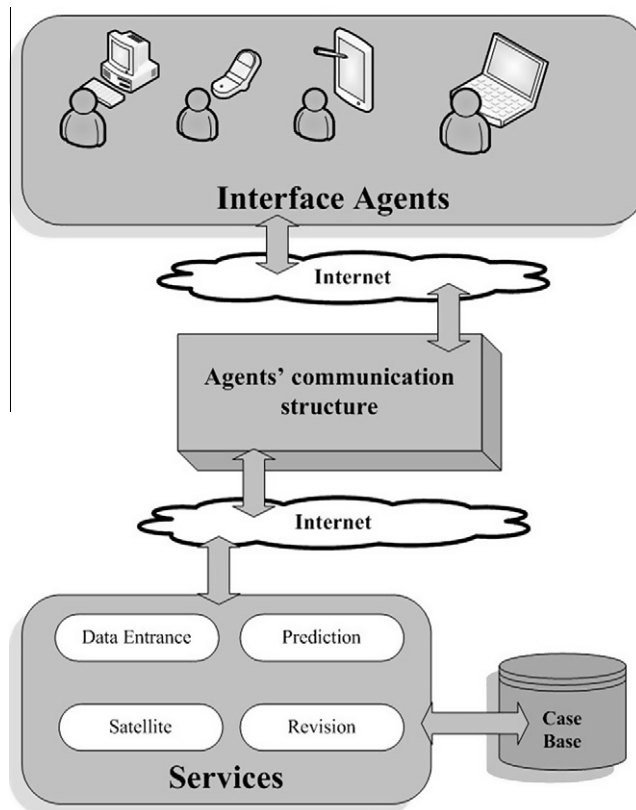 Interface Agents
Internet
Agents’ communication
structure
Internet
Data Entrance
Prediction
Satellite
Revision
Services
Case
Base